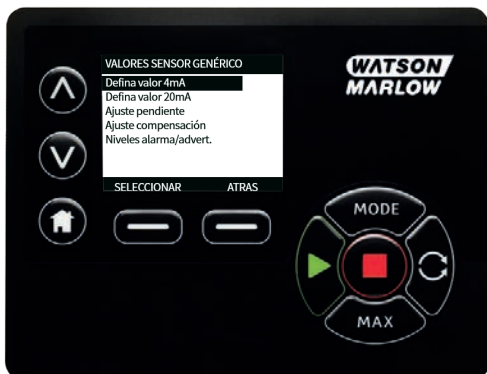 VALORES SENSOR GENÉRICO
Defina valor 4mA
Defina valor 20mA
Ajuste pendiente
Ajuste compensación
Niveles alarma/advert.
SELECCIONAR ATRAS
WATSON
MARLOW
MODE
MAX